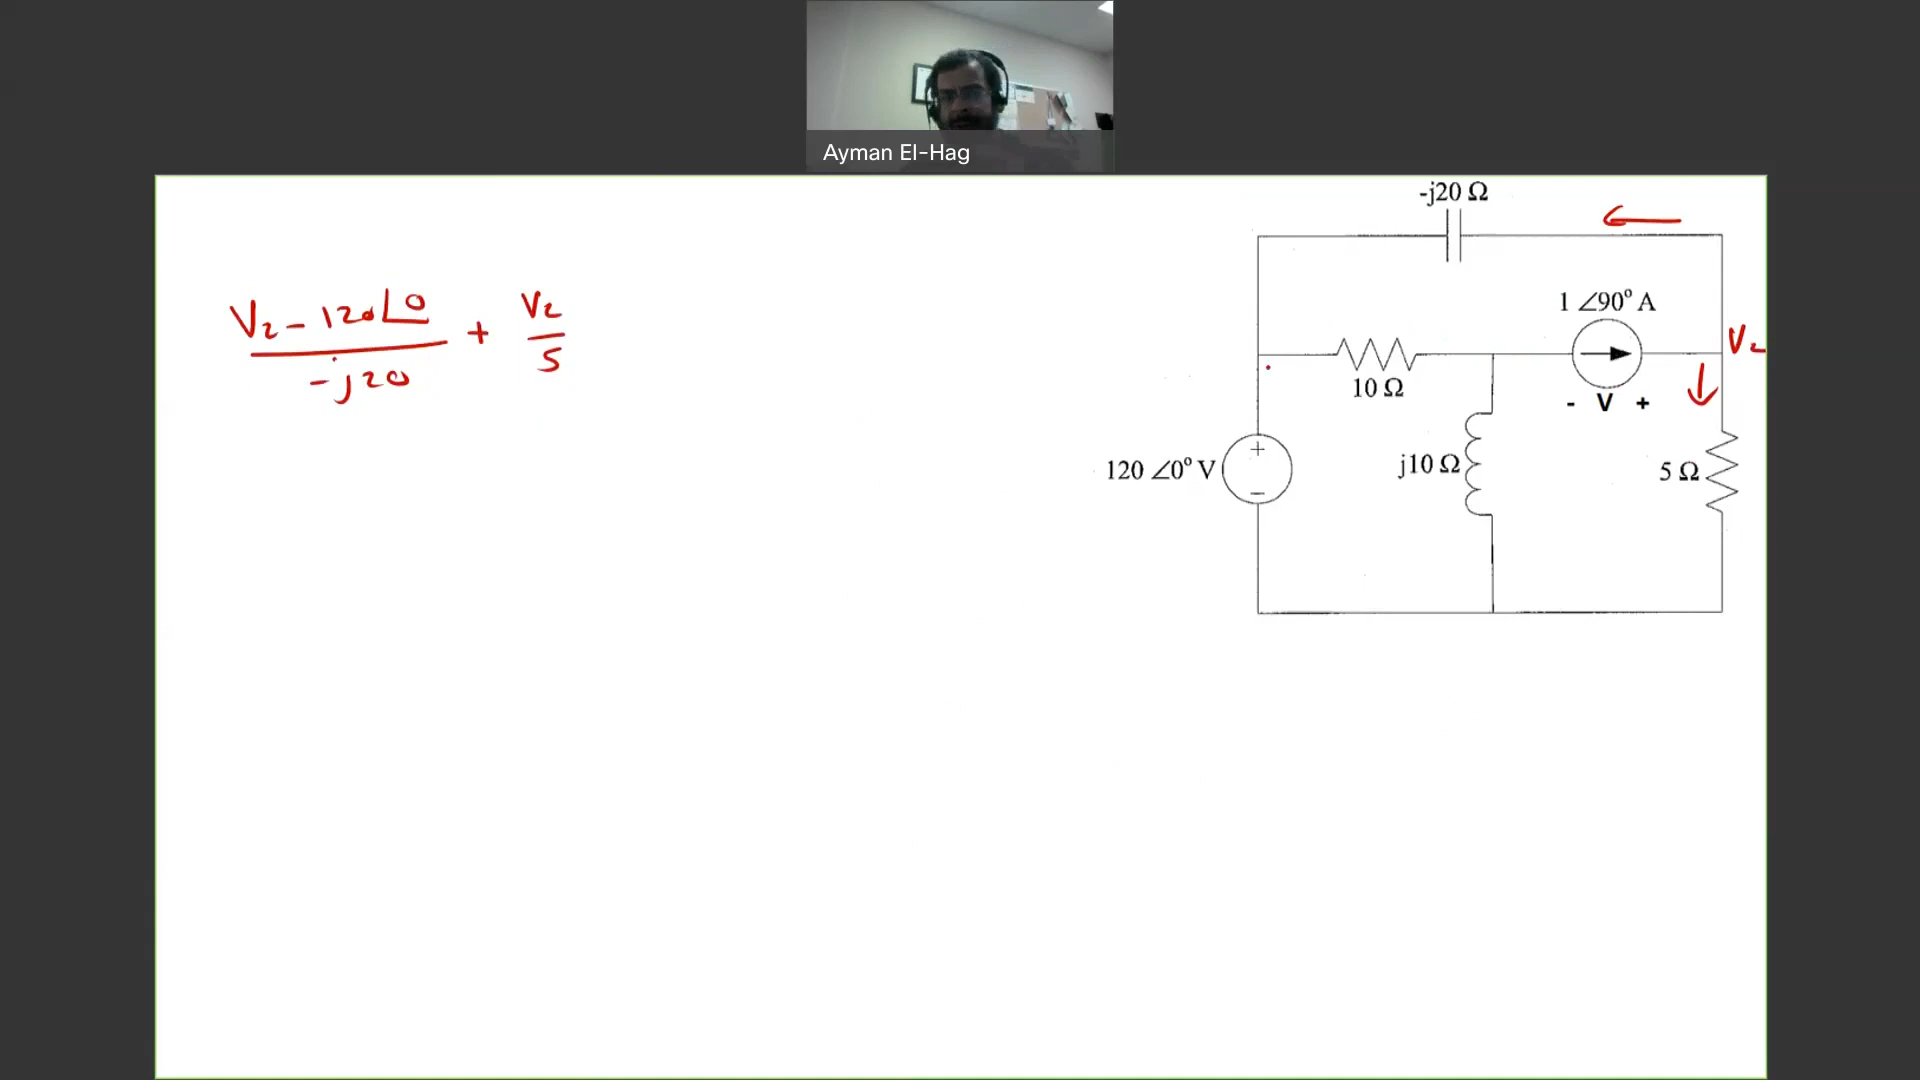 Ayman El-Hag
-j20 Ω
1 ∠90° A
V₂
10 Ω
- V +
120 ∠0° V
+
−
j10 Ω
5 Ω
V₂ − 120∠0 + V₂
-j20 5